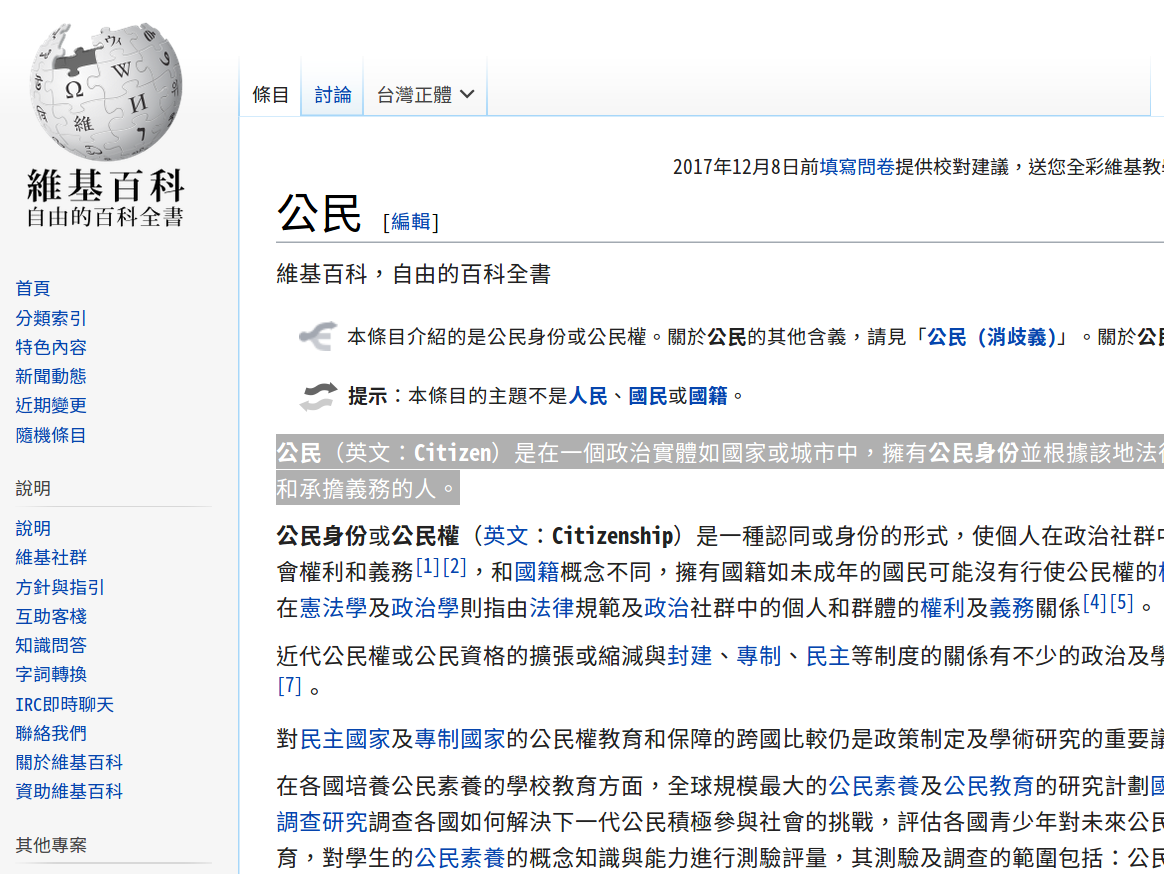 維基百科
自由的百科全書
條目
討論
台灣正體
2017年12月8日前填寫問卷提供校對建議，送您全彩維基教
公民 [編輯]
維基百科，自由的百科全書
本條目介紹的是公民身份或公民權。關於公民的其他含義，請見「公民（消歧義）」。關於公
提示：本條目的主題不是人民、國民或國籍。
公民（英文：Citizen）是在一個政治實體如國家或城市中，擁有公民身份並根據該地法
和承擔義務的人。
公民身份或公民權（英文：Citizenship）是一種認同或身份的形式，使個人在政治社群
會權利和義務[1][2]，和國籍概念不同，擁有國籍如未成年的國民可能沒有行使公民權的
在憲法學及政治學則指由法律規範及政治社群中的個人和群體的權利及義務關係[4][5]。
近代公民權或公民資格的擴張或縮減與封建、專制、民主等制度的關係有不少的政治及
[7]。
對民主國家及專制國家的公民權教育和保障的跨國比較仍是政策制定及學術研究的重要
在各國培養公民素養的學校教育方面，全球規模最大的公民素養及公民教育的研究計劃
調查研究調查各國如何解決下一代公民積極參與社會的挑戰，評估各國青少年對未來公民
育，對學生的公民素養的概念知識與能力進行測驗評量，其測驗及調查的範圍包括：公民
首頁
分類索引
特色內容
新聞動態
近期變更
隨機條目
說明
說明
維基社群
方針與指引
互助客棧
知識問答
字詞轉換
IRC即時聊天
聯絡我們
關於維基百科
資助維基百科
其他專案